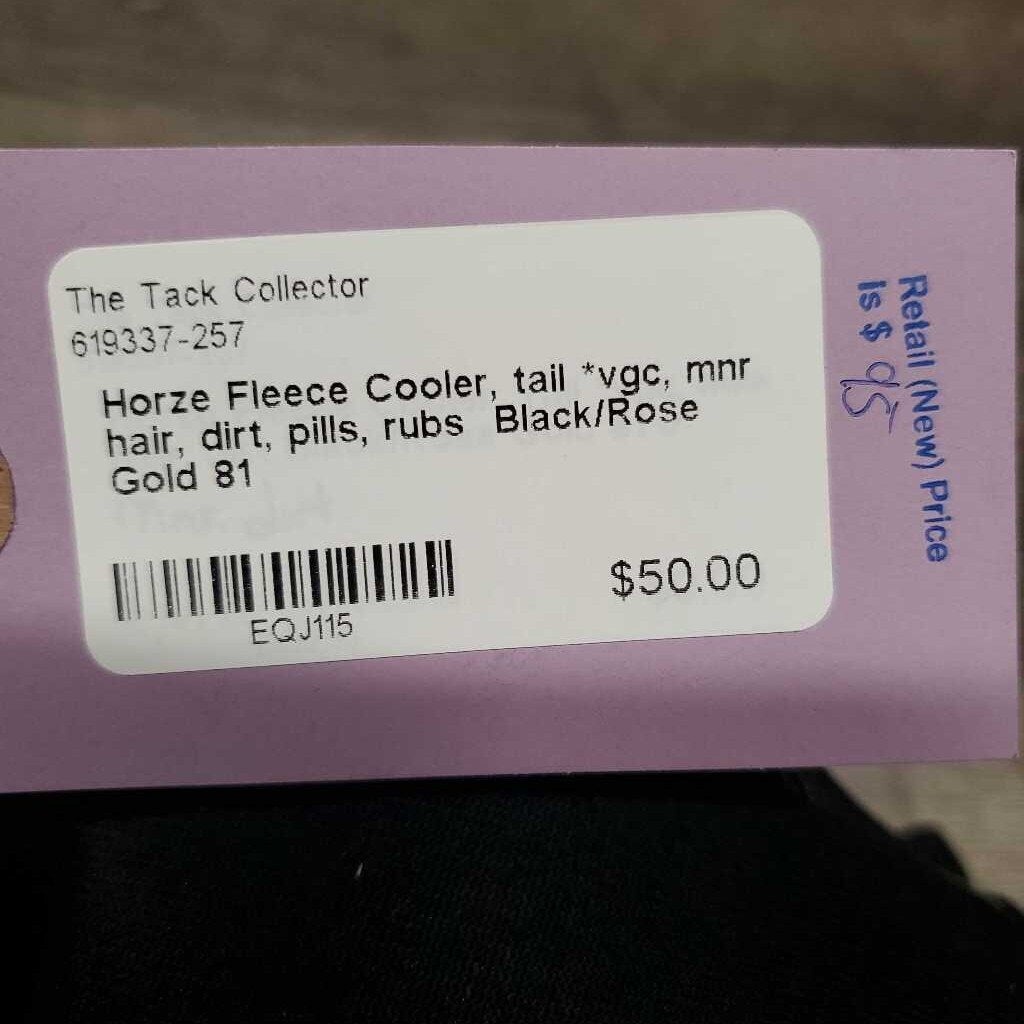 The Tack Collector
619337-257
Horze Fleece Cooler, tail *vgc, mnr
hair, dirt, pills, rubs Black/Rose
Gold 81
EQJ115
$50.00
Retail (New) Price
Is $ 95